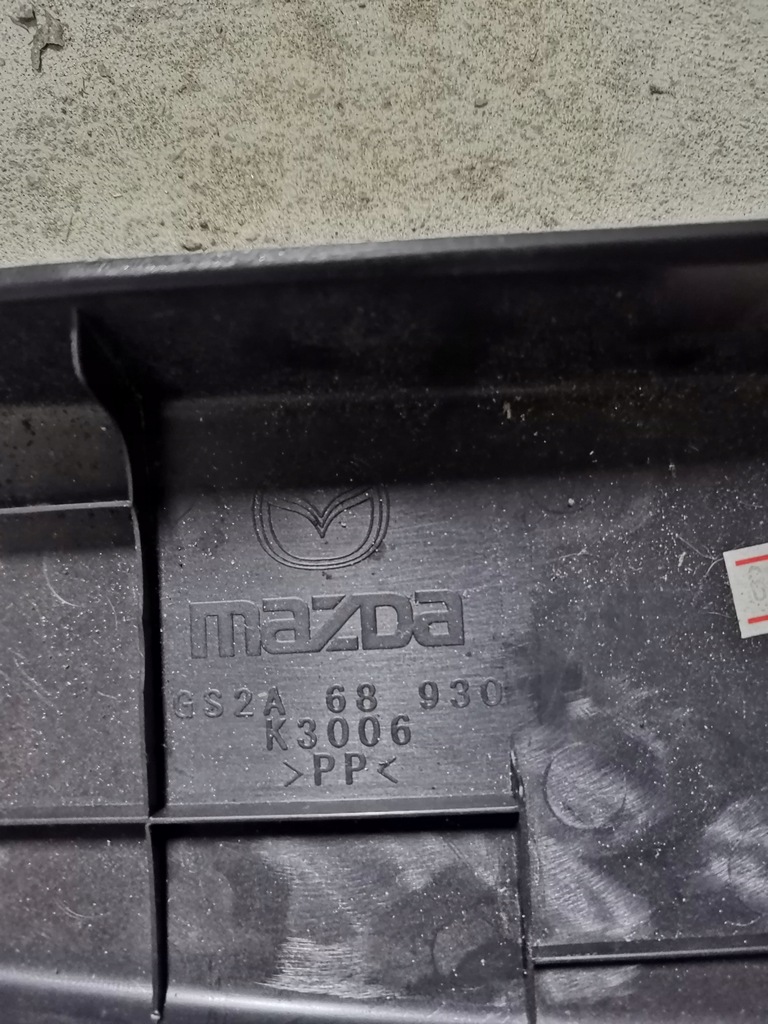 mazDa
GS2A 68 930
K3006
>PP<